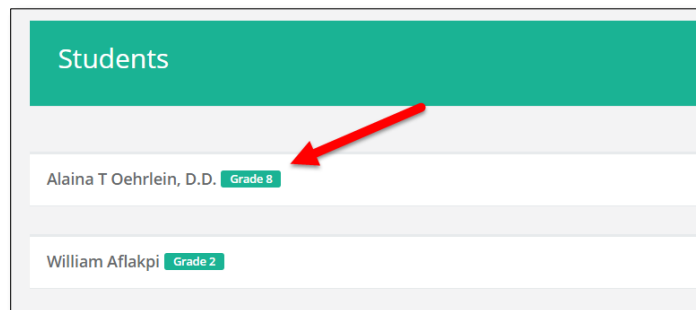 Students
Alaina T Oehrlein, D.D. Grade 8
William Aflakpi Grade 2